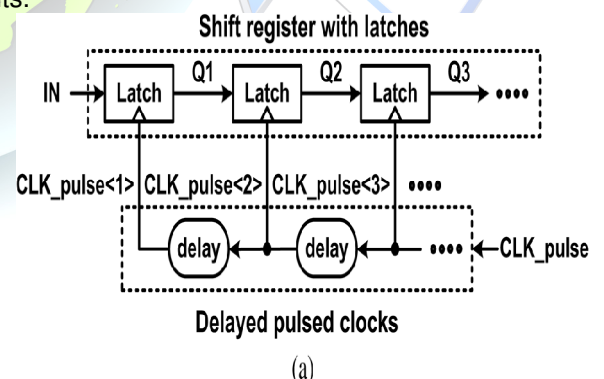 nts.
Shift register with latches
IN Latch Q1 Latch Q2 Latch Q3 ....
CLK_pulse<1> CLK_pulse<2> CLK_pulse<3> ....
delay delay .... CLK_pulse
Delayed pulsed clocks
(a)